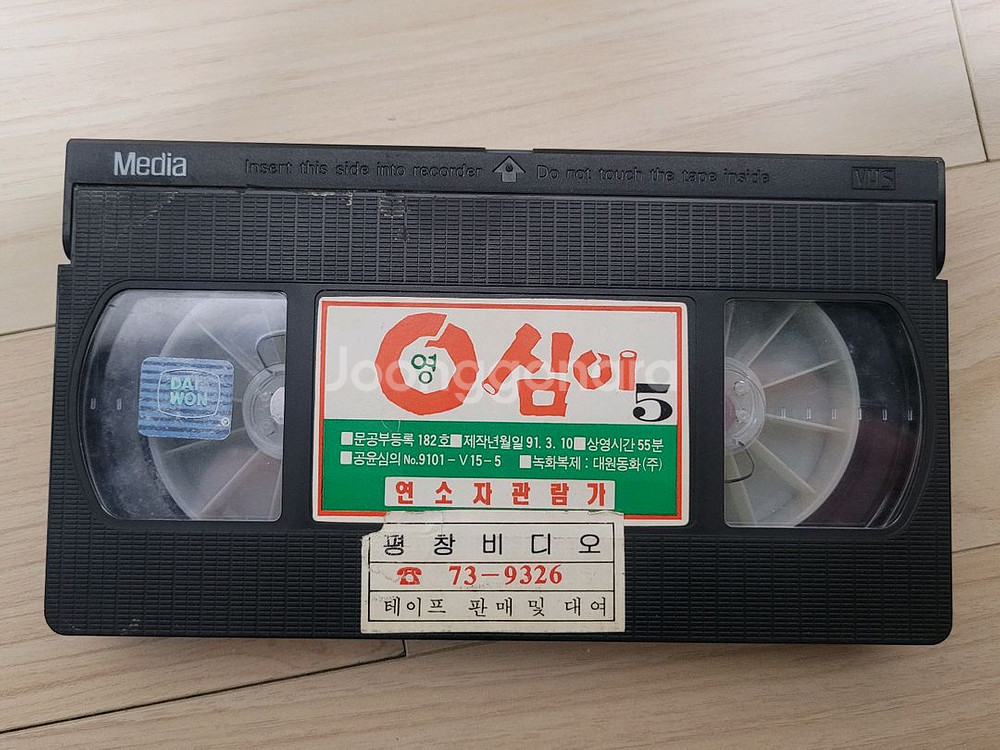 Media Insert this side into recorder Do not touch the tape inside VHS
DAI WON
영
영심이 5
Joonggonara
■문공부등록 182호 ■제작년월일 91. 3. 10 ■상영시간 55분
■공윤심의 No.9101-V15-5 ■녹화복제 : 대원동화(주)
연소자관람가
평창비디오
☎ 73-9326
테이프 판매 및 대여